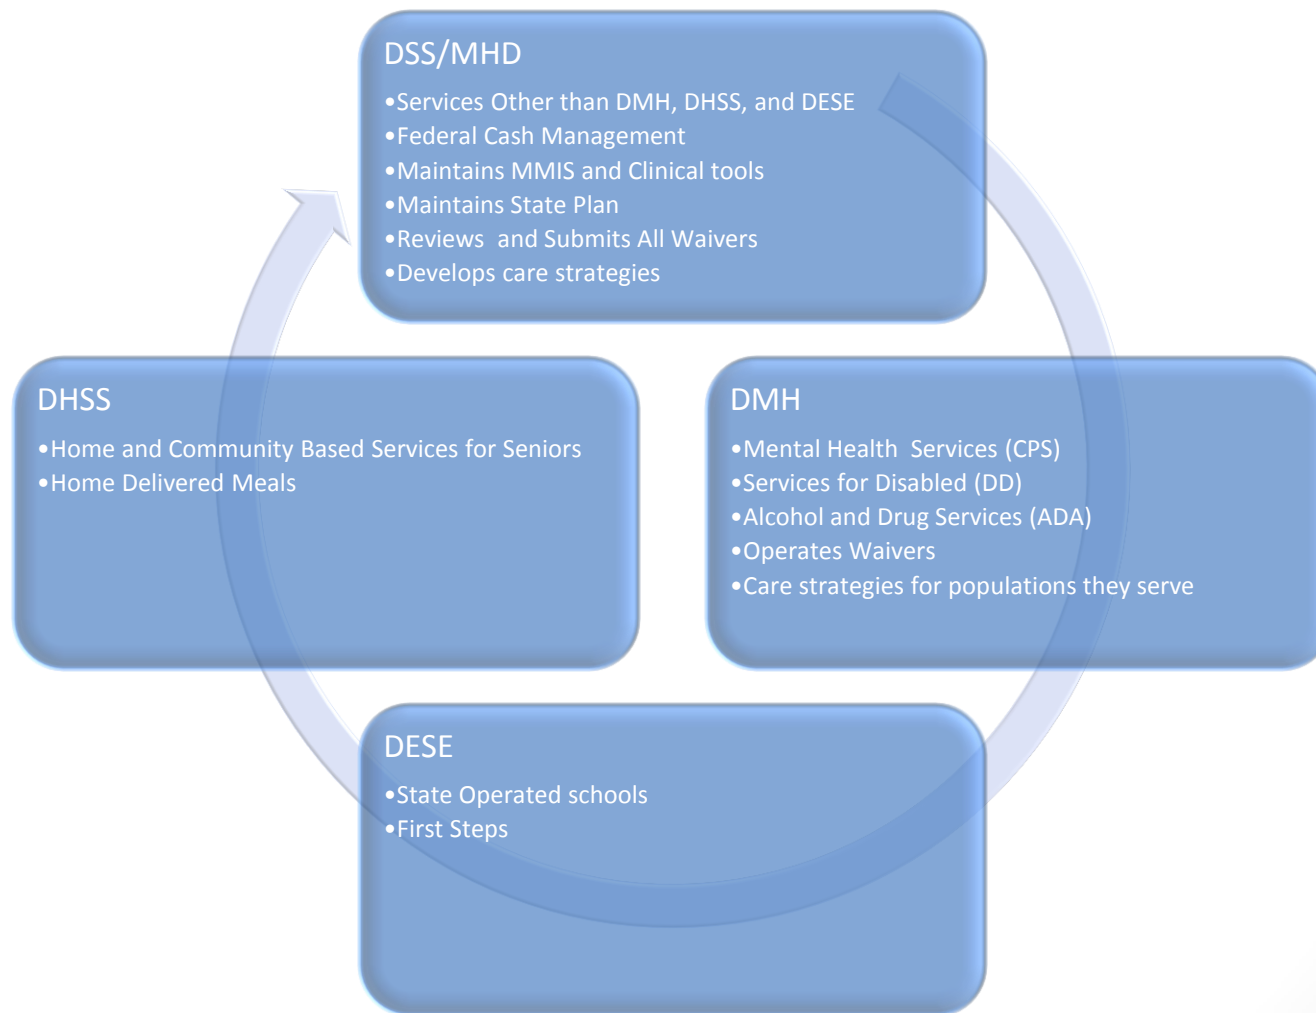 DSS/MHD
•Services Other than DMH, DHSS, and DESE
•Federal Cash Management
•Maintains MMIS and Clinical tools
•Maintains State Plan
•Reviews  and Submits All Waivers
•Develops care strategies
DHSS
•Home and Community Based Services for Seniors
•Home Delivered Meals
DMH
•Mental Health  Services (CPS)
•Services for Disabled (DD)
•Alcohol and Drug Services (ADA)
•Operates Waivers
•Care strategies for populations they serve
DESE
•State Operated schools
•First Steps